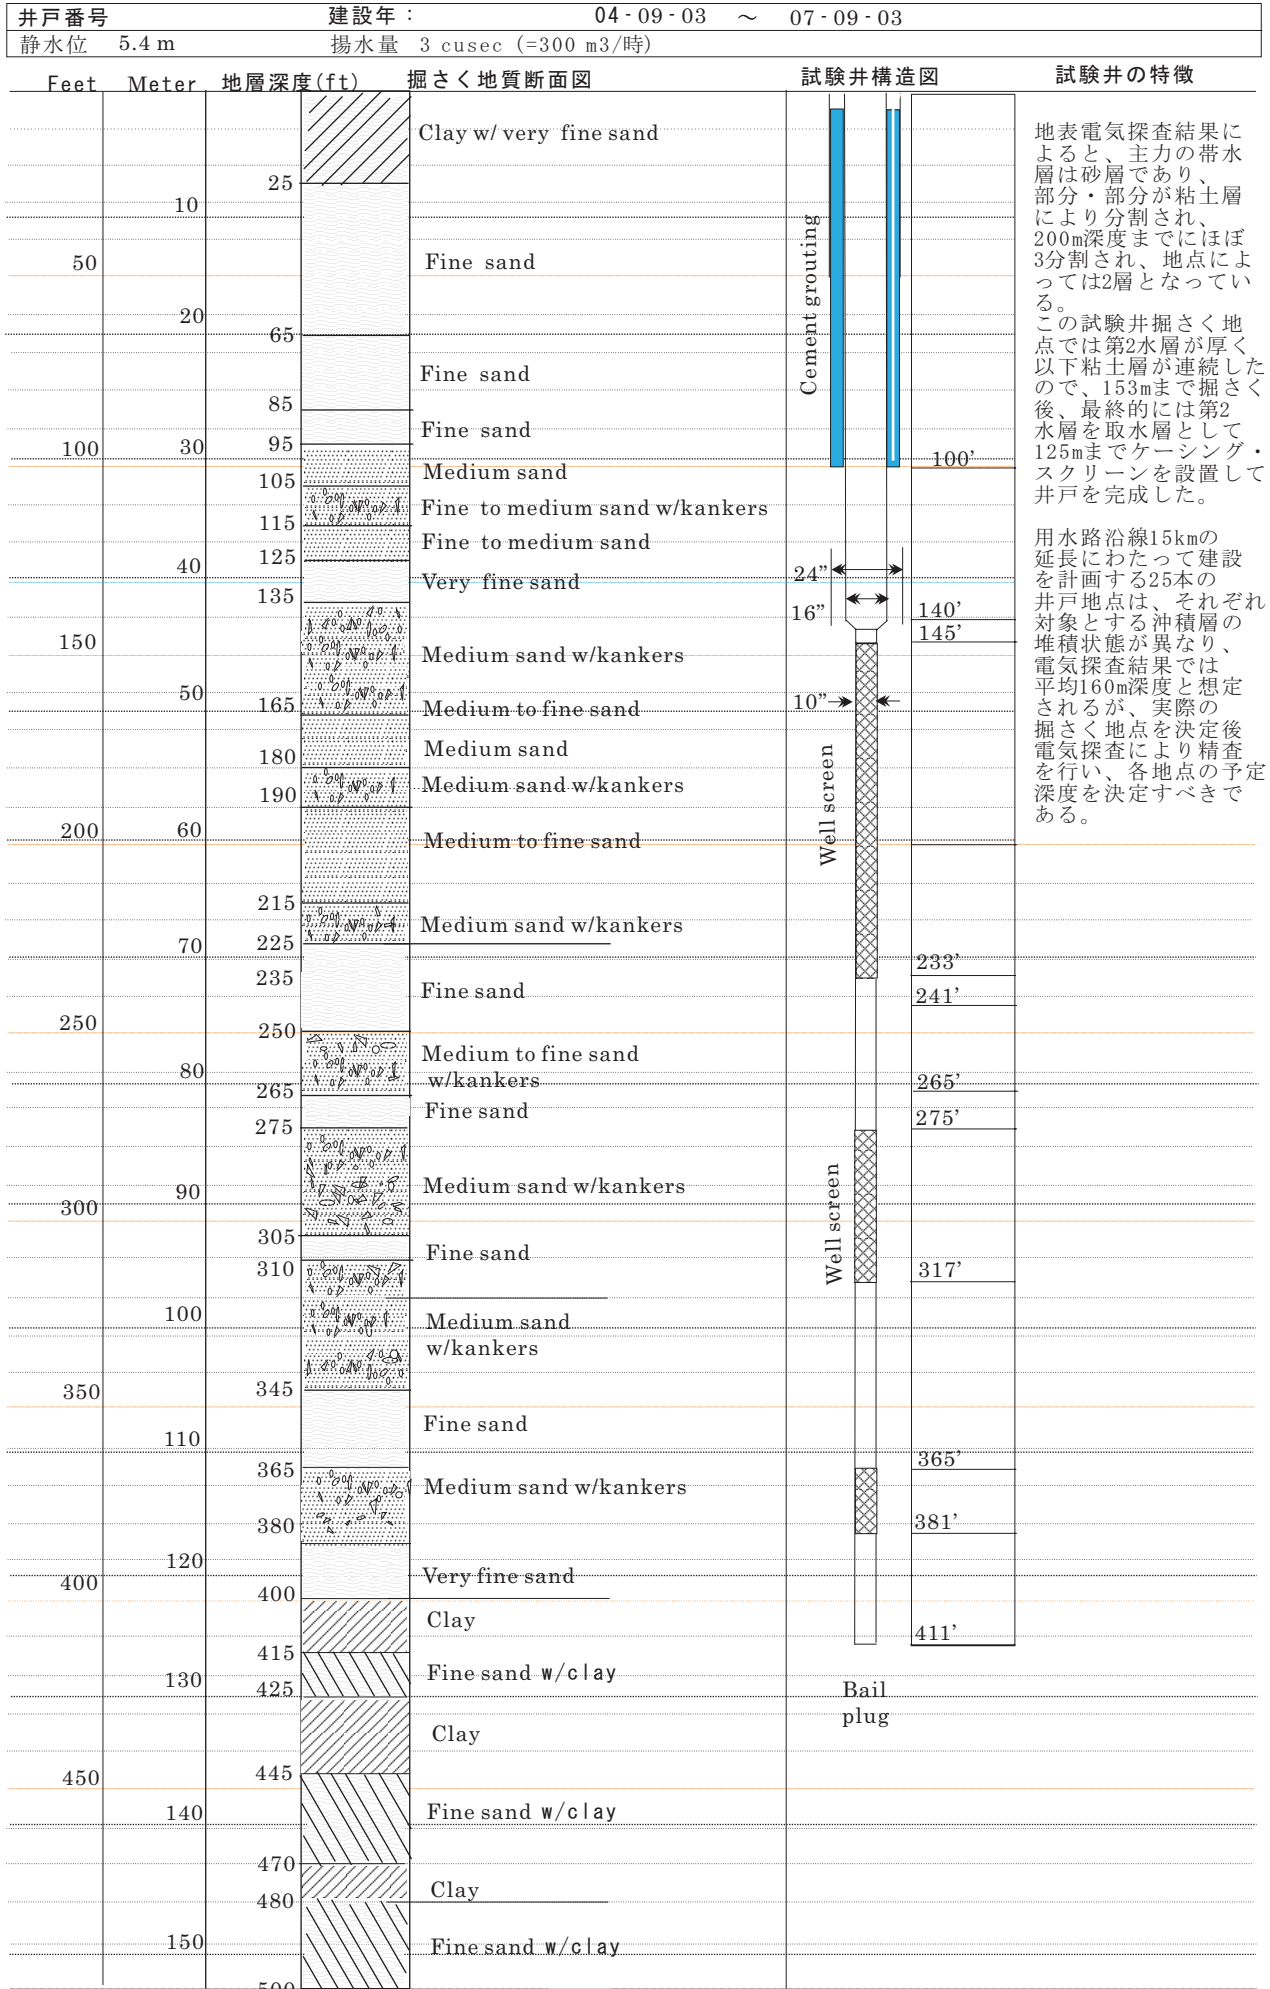 井戸番号 建設年： 04-09-03 ～ 07-09-03
静水位 5.4 m 揚水量 3 cusec (=300 m3/時)
Feet Meter 地層深度(ft) 掘さく地質断面図 試験井構造図 試験井の特徴
Clay w/ very fine sand
25
10
50
Fine sand
20
65
Fine sand
85
Fine sand
100
30
95
Medium sand
105
Fine to medium sand w/kankers
115
Fine to medium sand
125
40
Very fine sand
135
150
Medium sand w/kankers
50
165
Medium to fine sand
Medium sand
180
Medium sand w/kankers
190
200
60
Medium to fine sand
215
Medium sand w/kankers
225
70
235
Fine sand
250
250
Medium to fine sand
w/kankers
80
265
Fine sand
275
Medium sand w/kankers
90
300
305
Fine sand
310
100
Medium sand
w/kankers
350
345
Fine sand
110
365
Medium sand w/kankers
380
120
400
Very fine sand
400
Clay
415
Fine sand w/clay
130
425
Clay
445
450
Fine sand w/clay
140
470
Clay
480
Fine sand w/clay
150
500
Cement grouting
100’
24”
16”
140’
145’
10”
Well screen
233’
241’
265’
275’
Well screen
317’
365’
381’
411’
Bail
plug
地表電気探査結果に
よると、主力の帯水
層は砂層であり、
部分・部分が粘土層
により分割され、
200m深度までにほぼ
3分割され、地点によ
っては2層となってい
る。
この試験井掘さく地
点では第2水層が厚く
以下粘土層が連続した
ので、153mまで掘さく
後、最終的には第2
水層を取水層として
125mまでケーシング・
スクリーンを設置して
井戸を完成した。
用水路沿線15kmの
延長にわたって建設
を計画する25本の
井戸地点は、それぞれ
対象とする沖積層の
堆積状態が異なり、
電気探査結果では
平均160m深度と想定
されるが、実際の
掘さく地点を決定後
電気探査により精査
を行い、各地点の予定
深度を決定すべきで
ある。